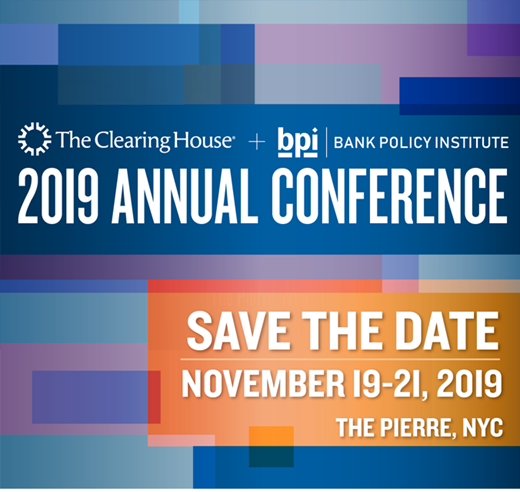 The Clearing House® + bpi | BANK POLICY INSTITUTE
2019 ANNUAL CONFERENCE
SAVE THE DATE
NOVEMBER 19-21, 2019
THE PIERRE, NYC